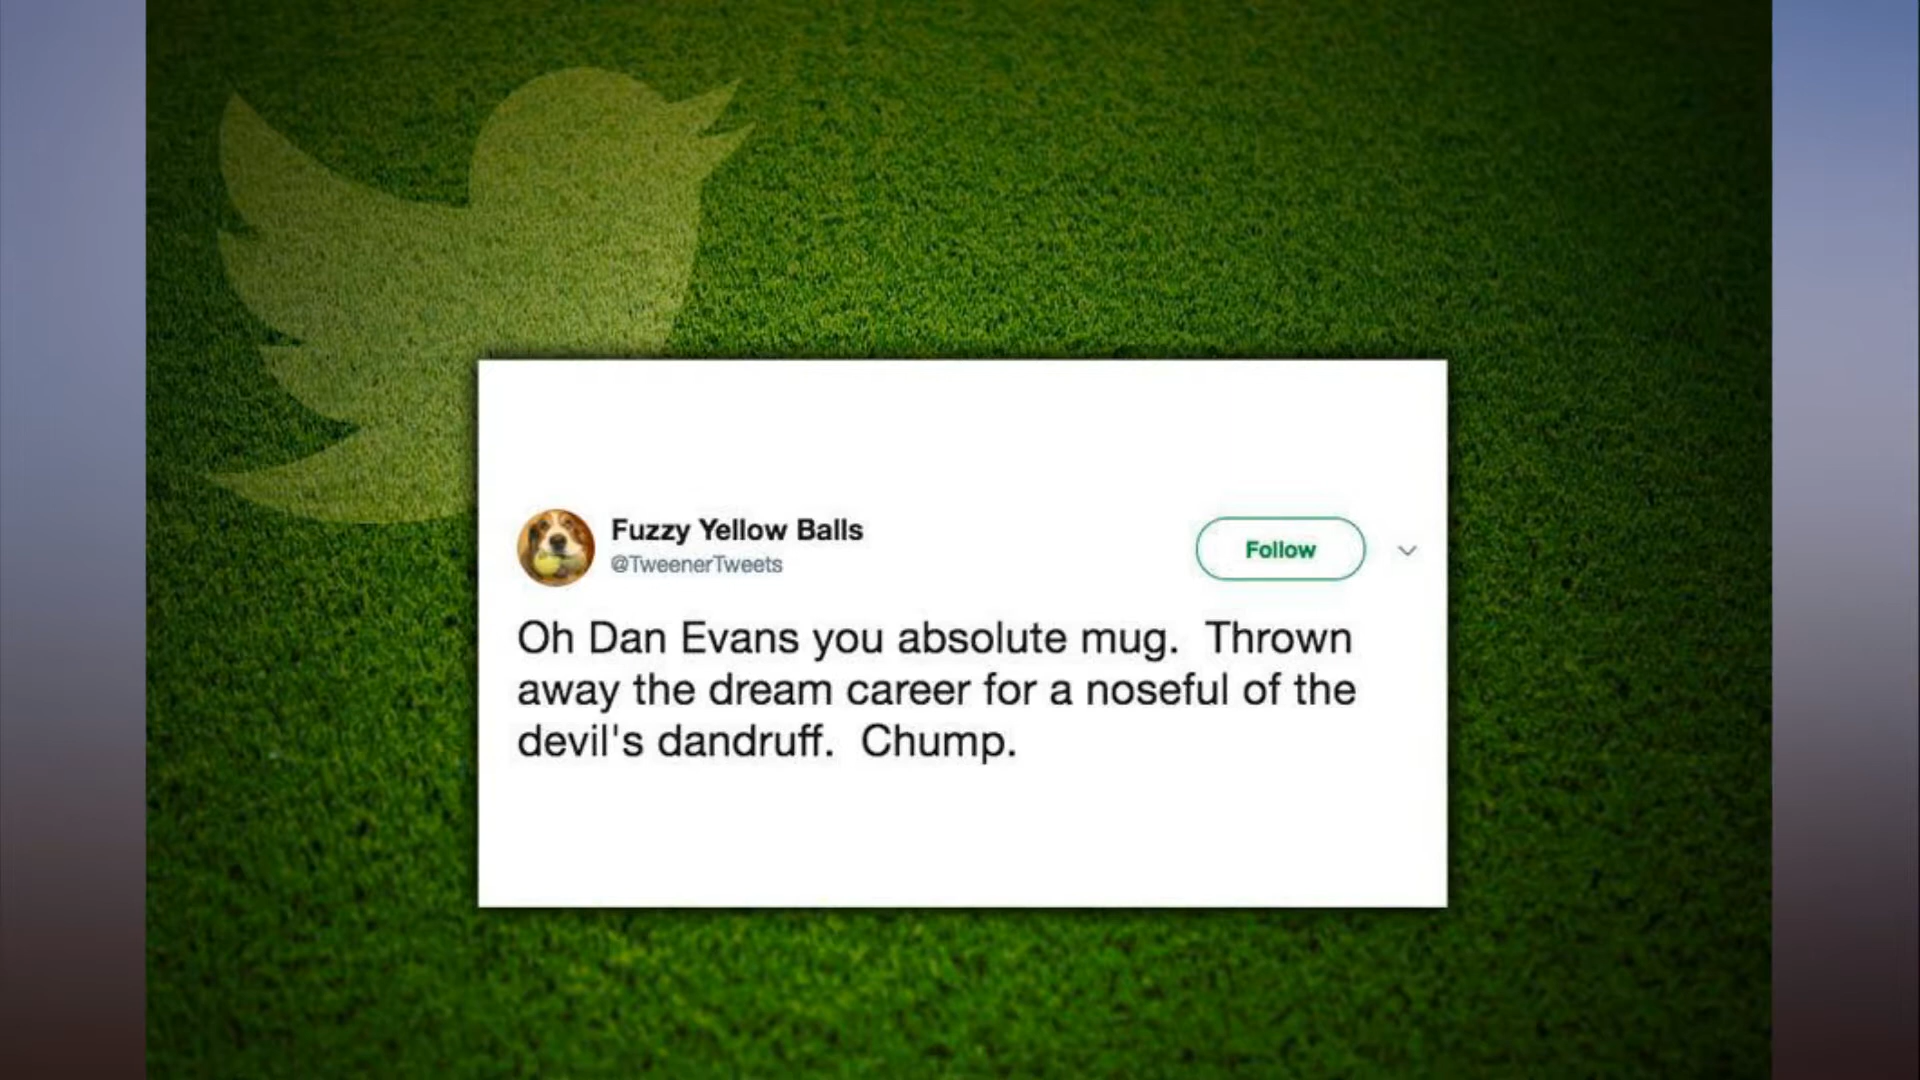 Fuzzy Yellow Balls
@TweenerTweets
Follow
Oh Dan Evans you absolute mug.  Thrown
away the dream career for a noseful of the
devil's dandruff.  Chump.